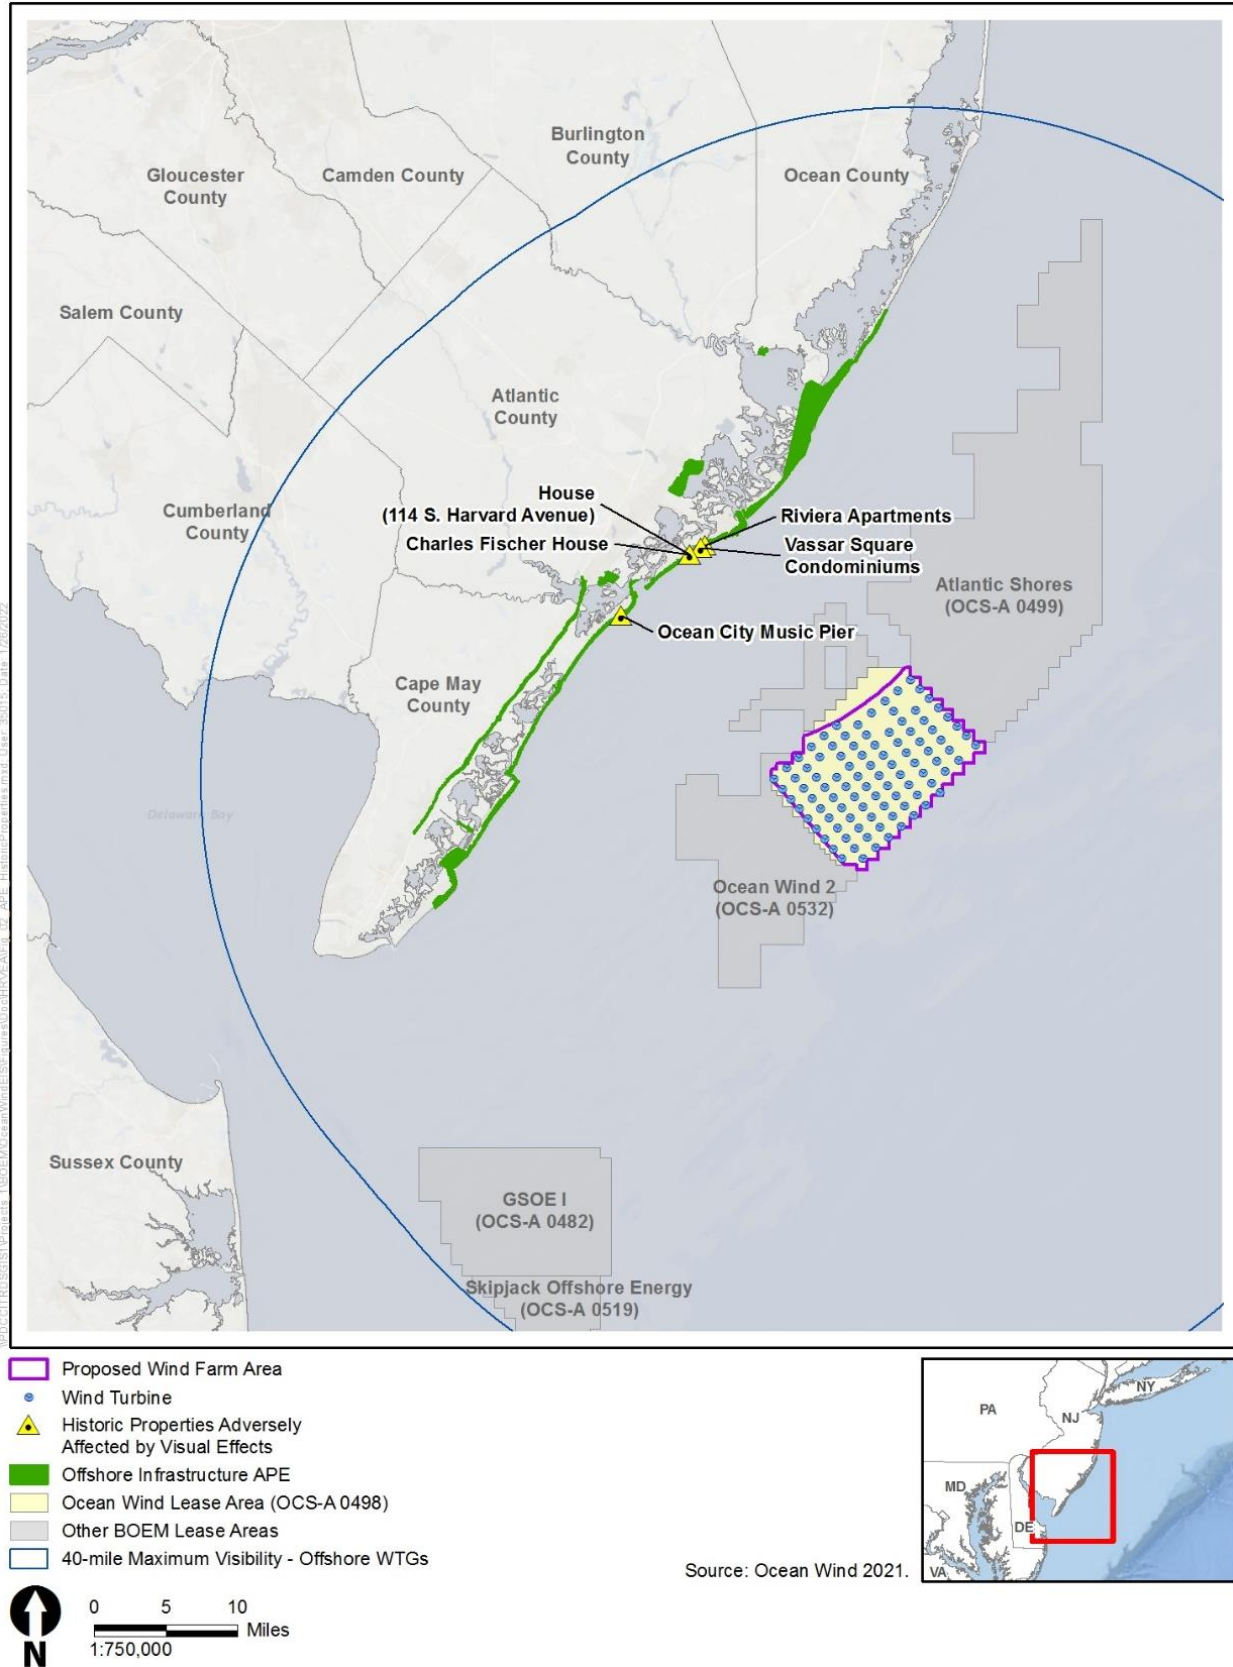 Burlington
County
Gloucester
County
Camden County
Ocean County
Salem County
Atlantic
County
Cumberland
County
House
(114 S. Harvard Avenue)
Charles Fischer House
Riviera Apartments
Vassar Square
Condominiums
Atlantic Shores
(OCS-A 0499)
Ocean City Music Pier
Cape May
County
Delaware Bay
Ocean Wind 2
(OCS-A 0532)
Sussex County
GSOE I
(OCS-A 0482)
Skipjack Offshore Energy
(OCS-A 0519)
Proposed Wind Farm Area
Wind Turbine
Historic Properties Adversely
Affected by Visual Effects
Offshore Infrastructure APE
Ocean Wind Lease Area (OCS-A 0498)
Other BOEM Lease Areas
40-mile Maximum Visibility - Offshore WTGs
N
0 5 10
Miles
1:750,000
Source: Ocean Wind 2021.
NY
PA
NJ
MD
DE
VA